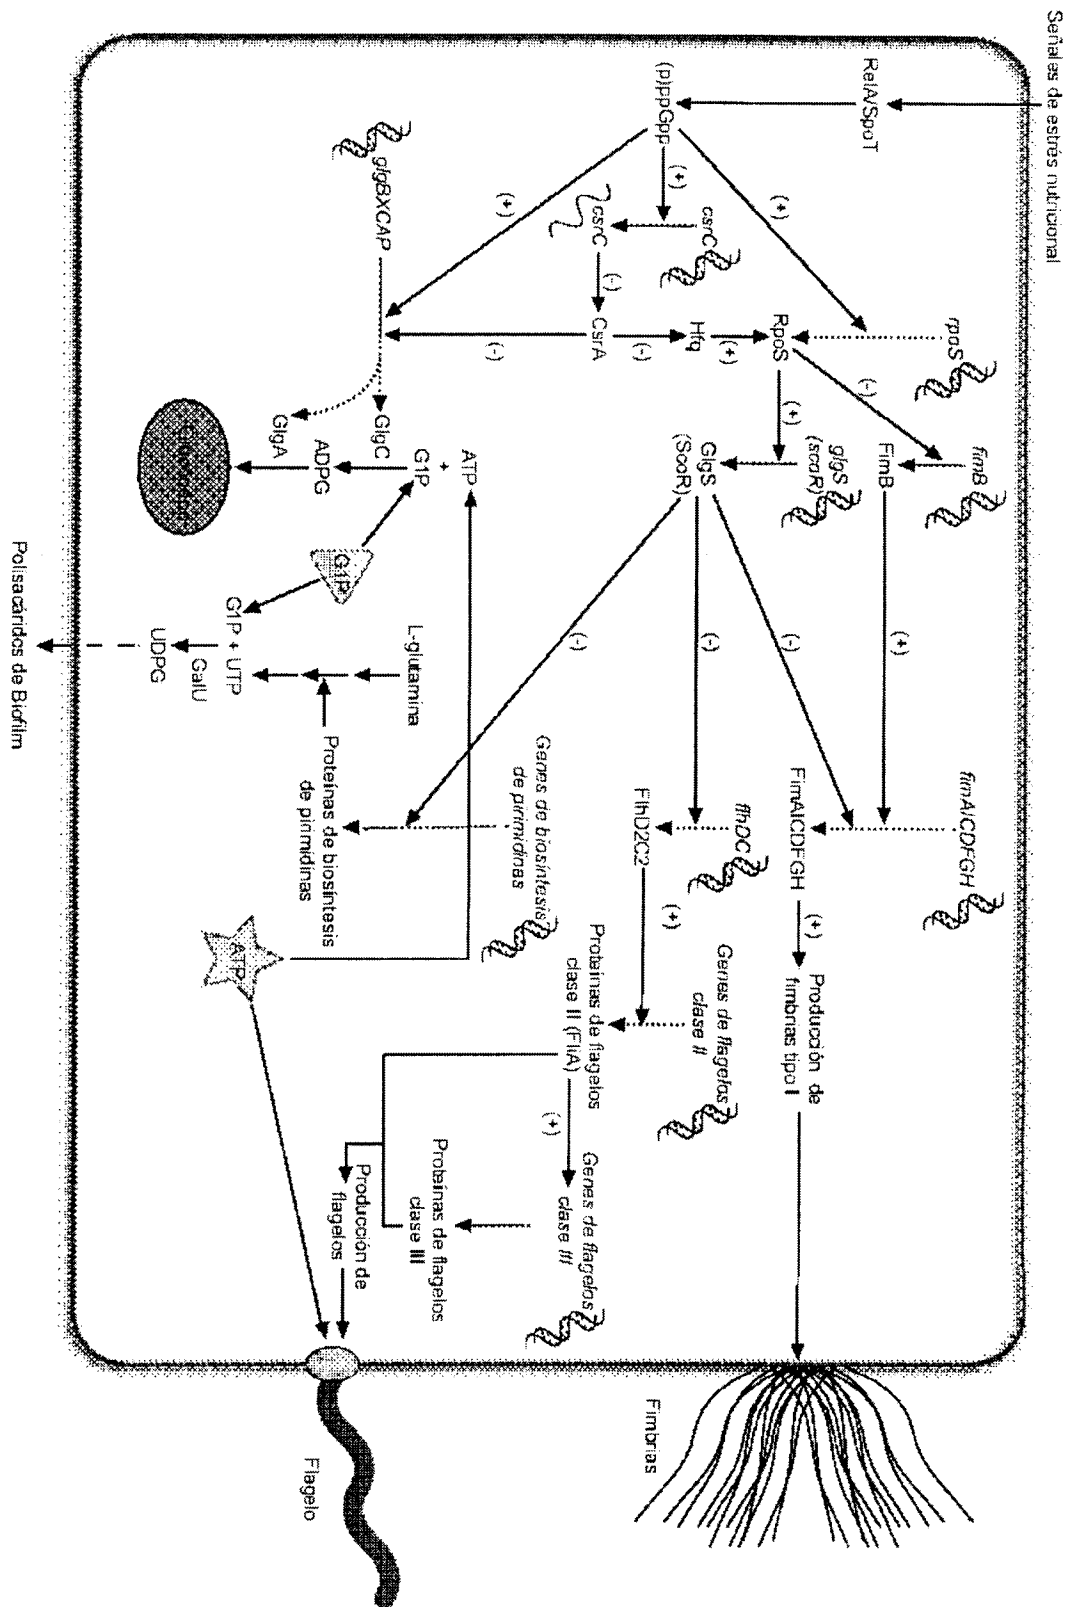 Señales de estrés nutricional
RelA/SpoT
(p)ppGpp
(+)
(+)
(+)
rpoS
csrC
csrC
(-)
RpoS
(+)
Hfq
(-)
CsrA
(-)
glgBXCAP
fimB
(-)
FimB
(+)
glgS
(scoR)
(+)
GlgS
(ScoR)
(-)
(-)
(-)
fimAICDFGH
FimAICDFGH
(+)
Producción de
fimbrias tipo I
Fimbrias
flhDC
FlhD2C2
(+)
Genes de flagelos
clase II
Proteínas de flagelos
clase II (FliA)
(+)
Genes de flagelos
clase III
Proteínas de flagelos
clase III
Producción de
flagelos
Flagelo
Genes de biosíntesis
de pirimidinas
Proteínas de biosíntesis
de pirimidinas
ATP
ATP
+
G1P
GlgC
GlgA
ADPG
G1P
L-glutamina
G1P + UTP
GalU
UDPG
Polisacáridos de Biofilm